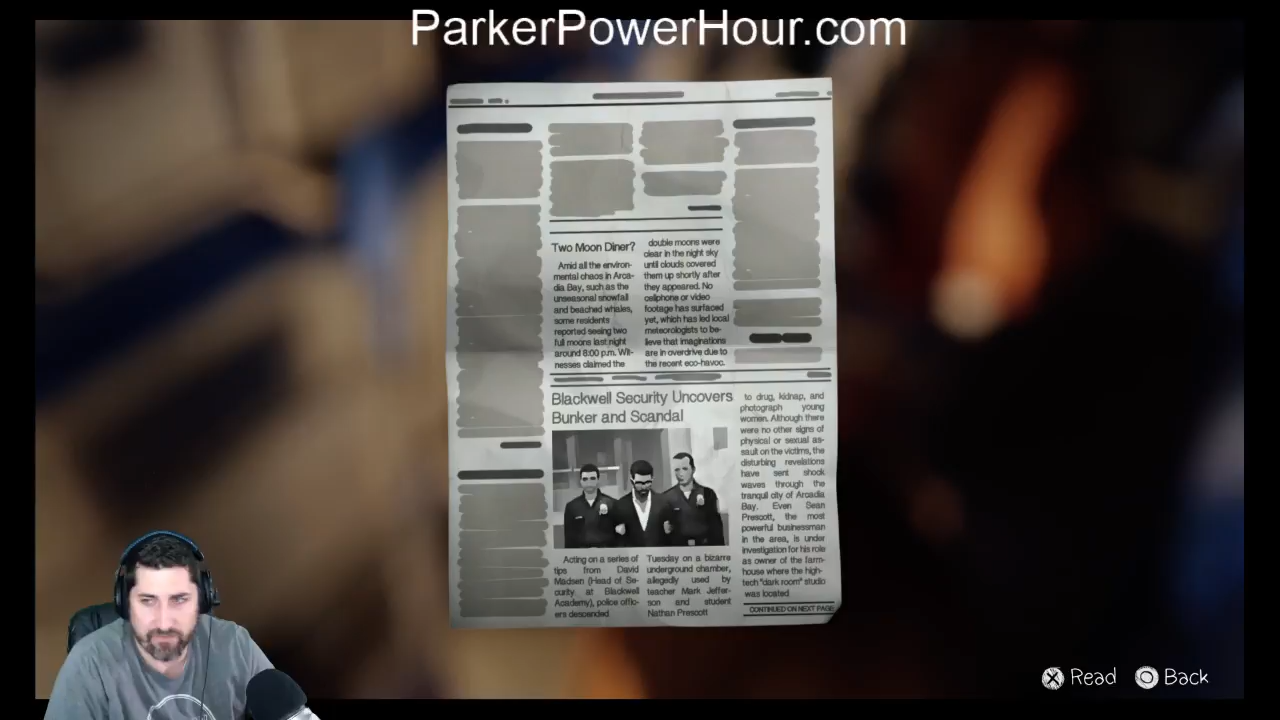 ParkerPowerHour.com
Two Moon Diner?
Amid all the environ-
mental chaos in Arca-
dia Bay, such as the
unseasonal snowfall
and beached whales,
some residents
reported seeing two
full moons last night
around 8:00 p.m. Wit-
nesses claimed the
double moons were
clear in the night sky
until clouds covered
them up shortly after
they appeared. No
cellphone or video
footage has surfaced
yet, which has led local
meteorologists to be-
lieve that imaginations
are in overdrive due to
the recent eco-havoc.
Blackwell Security Uncovers
Bunker and Scandal
Acting on a series of
tips from David
Madsen (Head of Se-
curity at Blackwell
Academy), police offic-
ers descended
Tuesday on a bizarre
underground chamber,
allegedly used by
teacher Mark Jeffer-
son and student
Nathan Prescott
to drug, kidnap, and
photograph young
women. Although there
were no other signs of
physical or sexual as-
sault on the victims, the
disturbing revelations
have sent shock
waves through the
tranquil city of Arcadia
Bay. Even Sean
Prescott, the most
powerful businessman
in the area, is under
investigation for his role
as owner of the farm-
house where the high-
tech "dark room" studio
was located
CONTINUED ON NEXT PAGE
Read Back